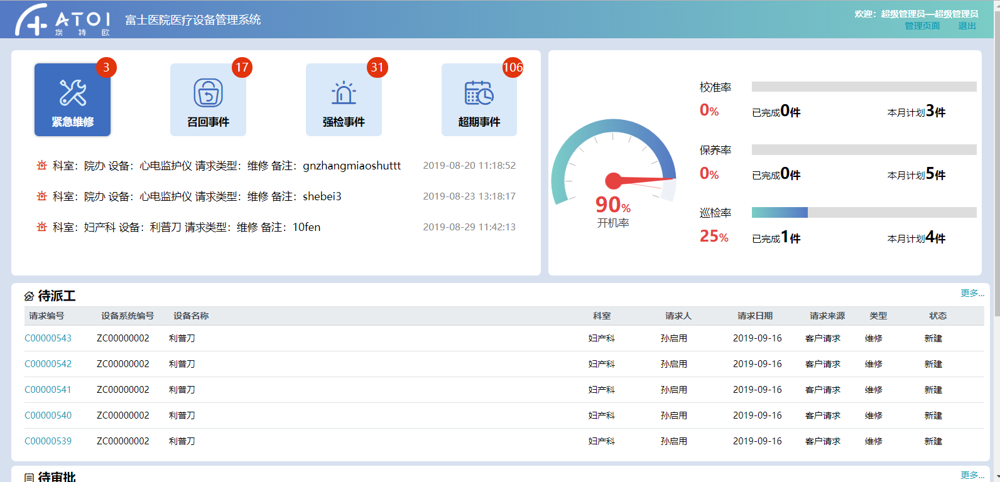 ATOI
埃特欧
富士医院医疗设备管理系统
欢迎：超级管理员—超级管理员
管理页面 退出
3
紧急维修
17
召回事件
31
强检事件
106
超期事件
科室：院办 设备：心电监护仪 请求类型：维修 备注：gnzhangmiaoshuttt 2019-08-20 11:18:52
科室：院办 设备：心电监护仪 请求类型：维修 备注：shebei3 2019-08-23 13:18:17
科室：妇产科 设备：利普刀 请求类型：维修 备注：10fen 2019-08-29 11:42:13
90%
开机率
校准率
0% 已完成0件 本月计划3件
保养率
0% 已完成0件 本月计划5件
巡检率
25% 已完成1件 本月计划4件
待派工 更多...
请求编号 设备系统编号 设备名称 科室 请求人 请求日期 请求来源 类型 状态
C00000543 ZC00000002 利普刀 妇产科 孙启用 2019-09-16 客户请求 维修 新建
C00000542 ZC00000002 利普刀 妇产科 孙启用 2019-09-16 客户请求 维修 新建
C00000541 ZC00000002 利普刀 妇产科 孙启用 2019-09-16 客户请求 维修 新建
C00000540 ZC00000002 利普刀 妇产科 孙启用 2019-09-16 客户请求 维修 新建
C00000539 ZC00000002 利普刀 妇产科 孙启用 2019-09-16 客户请求 维修 新建
待审批 更多...